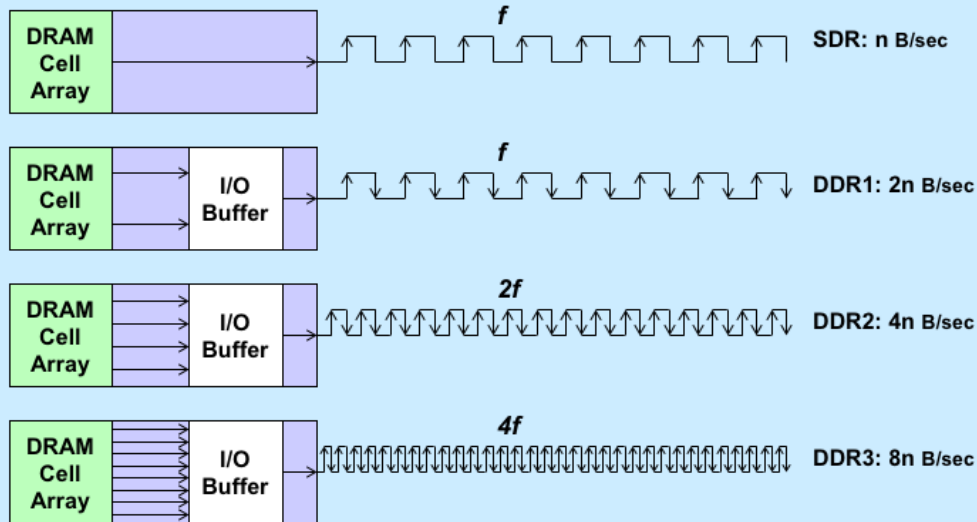 f
DRAM
Cell
Array
SDR: n B/sec
f
DRAM
Cell
Array
I/O
Buffer
DDR1: 2n B/sec
2f
DRAM
Cell
Array
I/O
Buffer
DDR2: 4n B/sec
4f
DRAM
Cell
Array
I/O
Buffer
DDR3: 8n B/sec